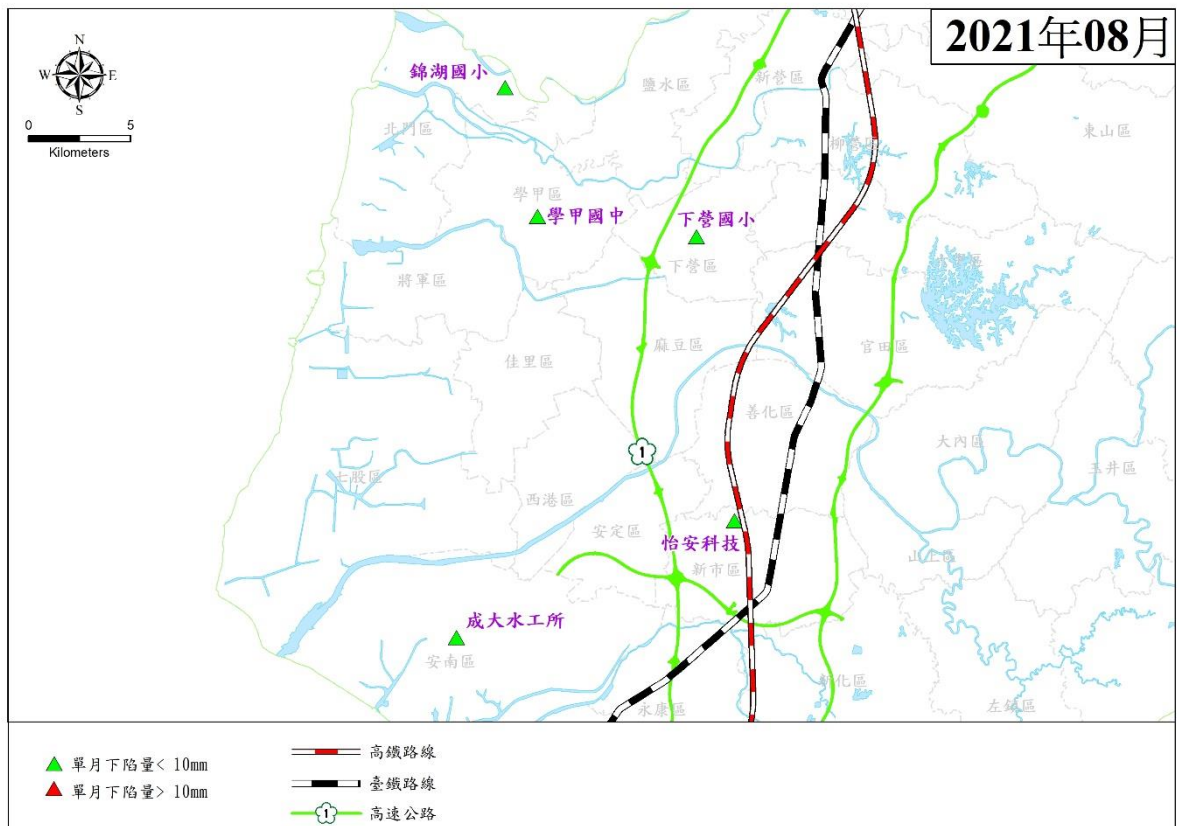 2021年08月
N
W E
S
0 5
Kilometers
錦湖國小
鹽水區
新營區
北門區
東山區
柳營區
學甲區
學甲國中
下營國小
下營區
將軍區
麻豆區
官田區
佳里區
善化區
大內區
玉井區
七股區
1
西港區
安定區
怡安科技
山上區
新市區
成大水工所
安南區
新化區
永康區
左鎮區
單月下陷量< 10mm
單月下陷量> 10mm
高鐵路線
臺鐵路線
1 高速公路